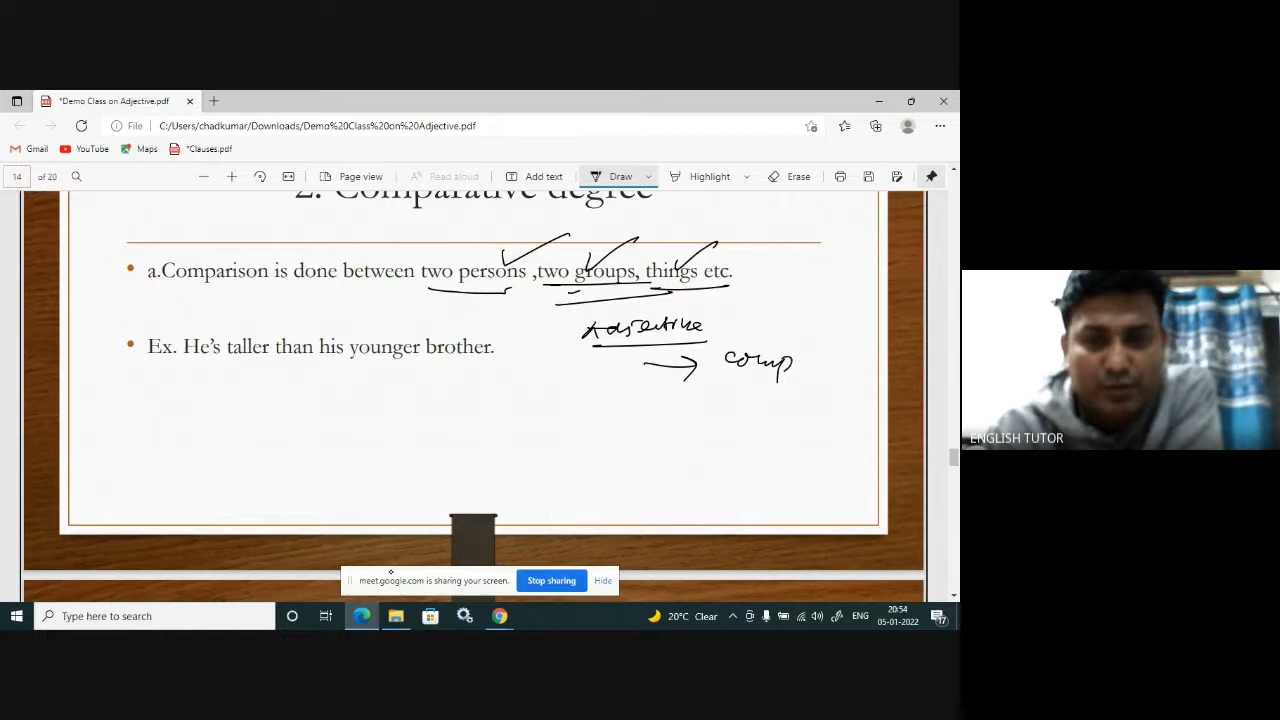 *Demo Class on Adjective.pdf
File C:/Users/chadkumar/Downloads/Demo%20Class%20on%20Adjective.pdf
Gmail YouTube Maps *Clauses.pdf
14 of 20 Page view Read aloud Add text Draw Highlight Erase
2. Comparative degree
• a.Comparison is done between two persons ,two groups, things etc.
Adjective
• Ex. He's taller than his younger brother.
→ comp
ENGLISH TUTOR
meet.google.com is sharing your screen. Stop sharing Hide
Type here to search 20°C Clear ENG 20:54
05-01-2022 17